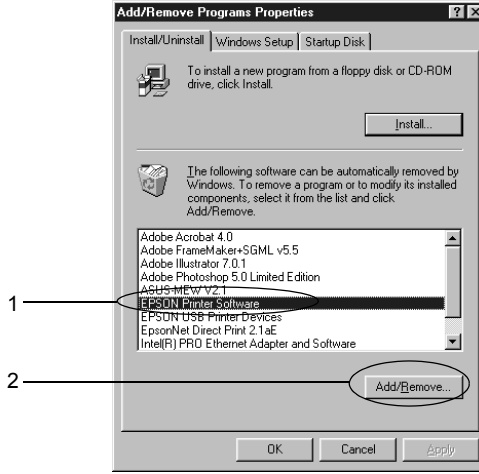 Add/Remove Programs Properties
Install/Uninstall Windows Setup Startup Disk
To install a new program from a floppy disk or CD-ROM
drive, click Install.
Install...
The following software can be automatically removed by
Windows. To remove a program or to modify its installed
components, select it from the list and click
Add/Remove.
Adobe Acrobat 4.0
Adobe FrameMaker+SGML v5.5
Adobe Illustrator 7.0.1
Adobe Photoshop 5.0 Limited Edition
ASUS-MEW V2.1
1
EPSON Printer Software
EPSON USB Printer Devices
EpsonNet Direct Print 2.1aE
Intel(R) PRO Ethernet Adapter and Software
2
Add/Remove...
OK Cancel Apply